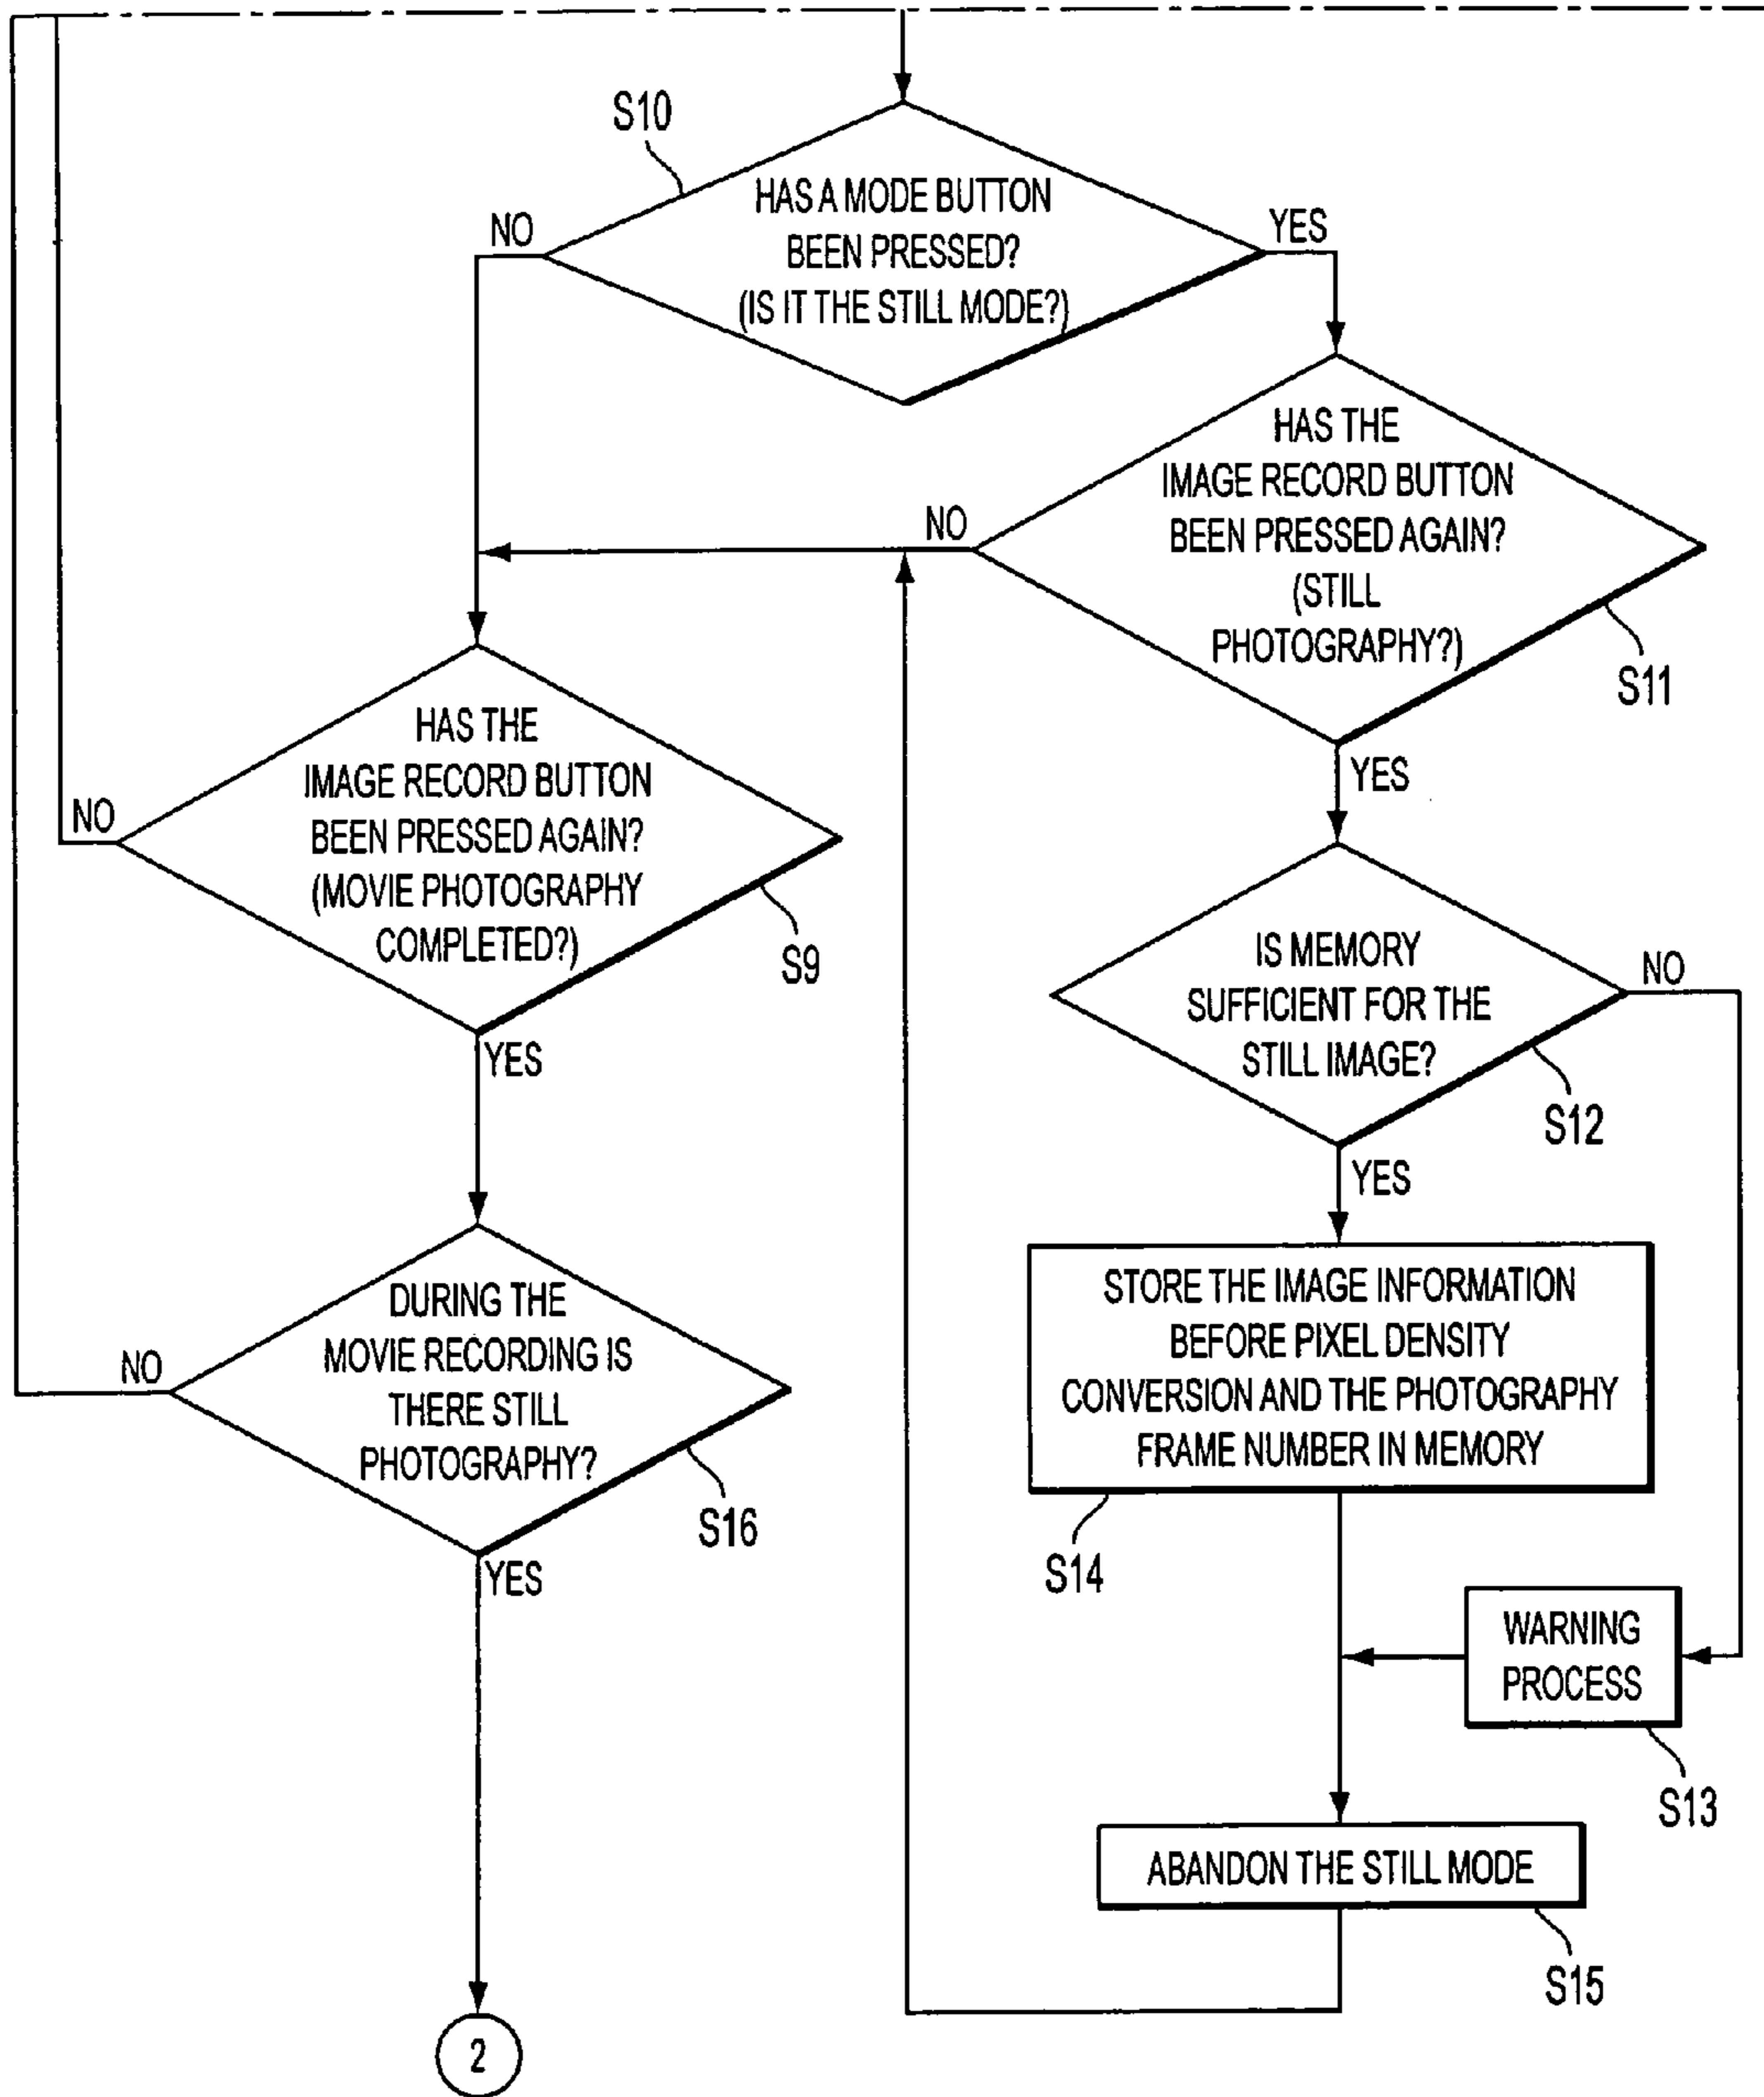 S10
HAS A MODE BUTTON
BEEN PRESSED?
(IS IT THE STILL MODE?)
NO
YES
HAS THE
IMAGE RECORD BUTTON
BEEN PRESSED AGAIN?
(STILL
PHOTOGRAPHY?)
NO
S11
YES
HAS THE
IMAGE RECORD BUTTON
BEEN PRESSED AGAIN?
(MOVIE PHOTOGRAPHY
COMPLETED?)
NO
S9
YES
IS MEMORY
SUFFICIENT FOR THE
STILL IMAGE?
NO
S12
YES
DURING THE
MOVIE RECORDING IS
THERE STILL
PHOTOGRAPHY?
NO
S16
YES
STORE THE IMAGE INFORMATION
BEFORE PIXEL DENSITY
CONVERSION AND THE PHOTOGRAPHY
FRAME NUMBER IN MEMORY
S14
WARNING
PROCESS
S13
ABANDON THE STILL MODE
S15
2